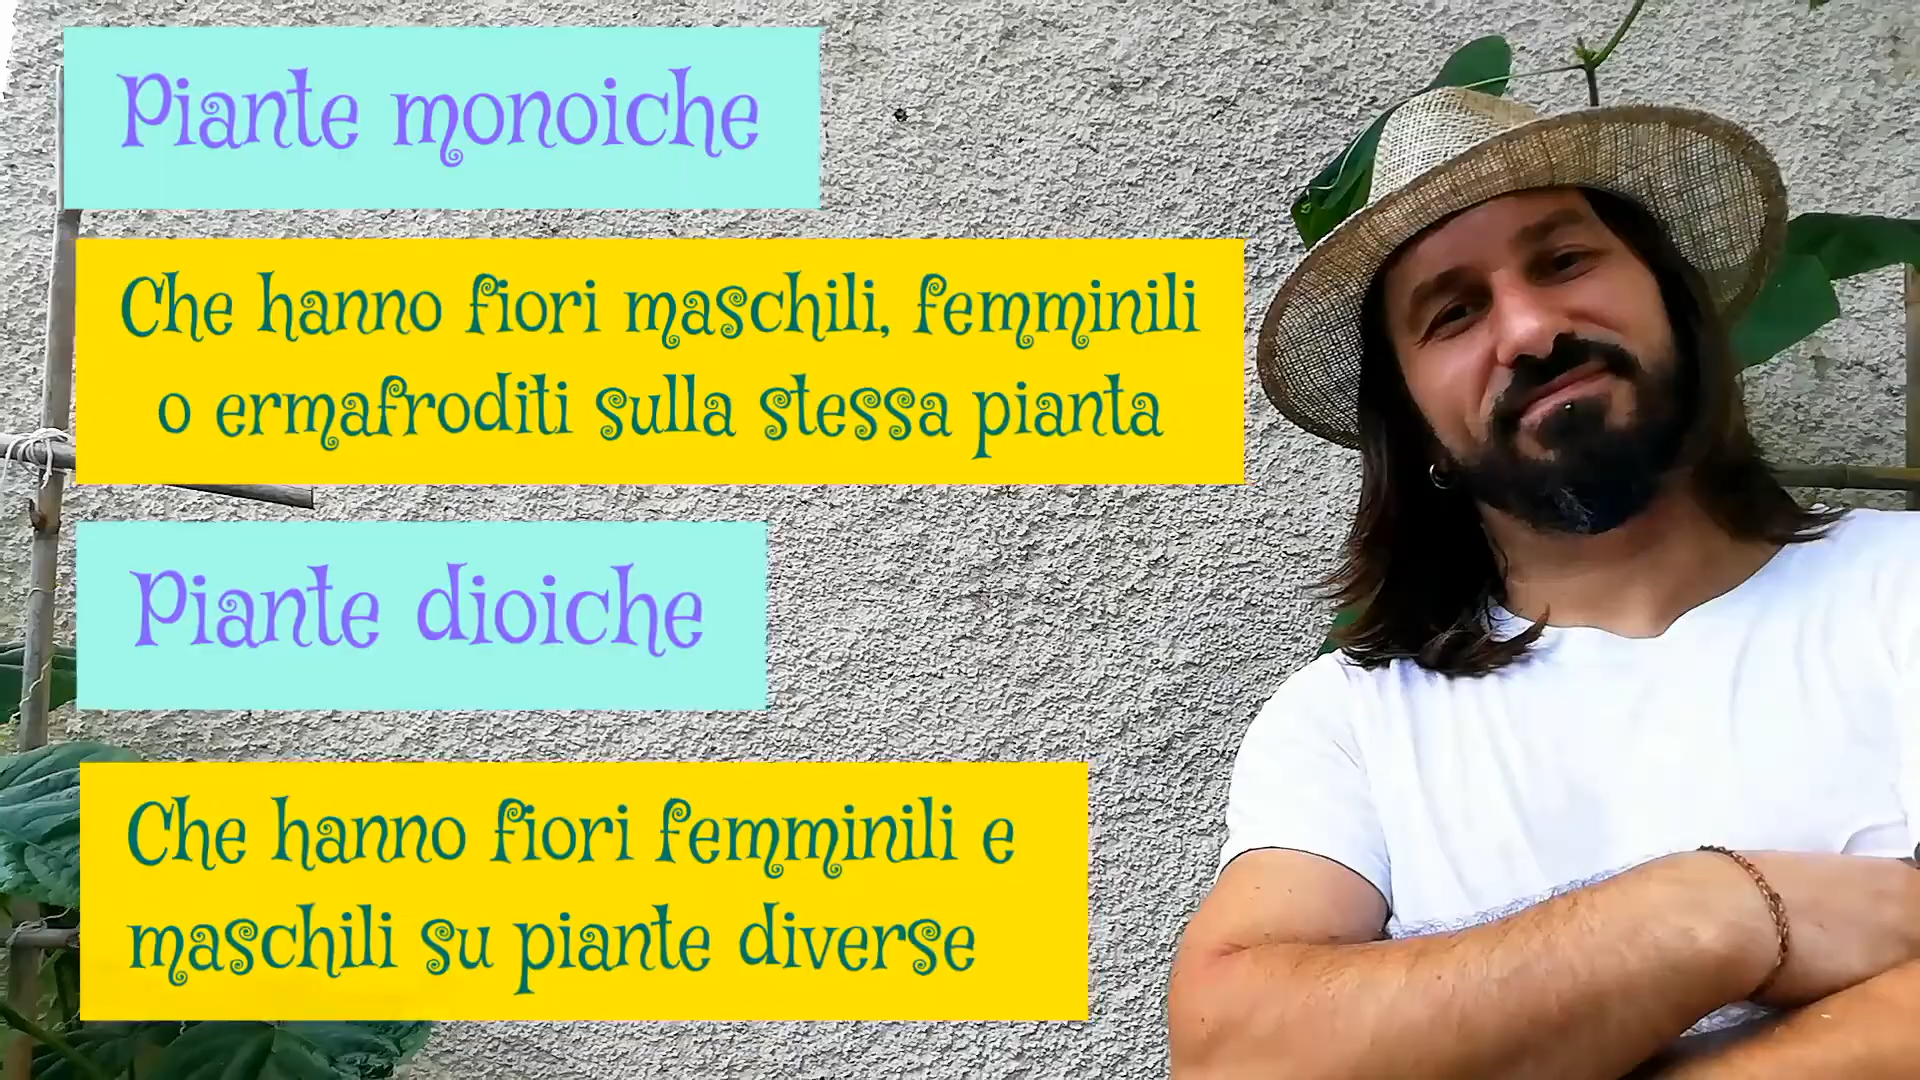 Piante monoiche
Che hanno fiori maschili, femminili
o ermafroditi sulla stessa pianta
Piante dioiche
Che hanno fiori femminili e
maschili su piante diverse